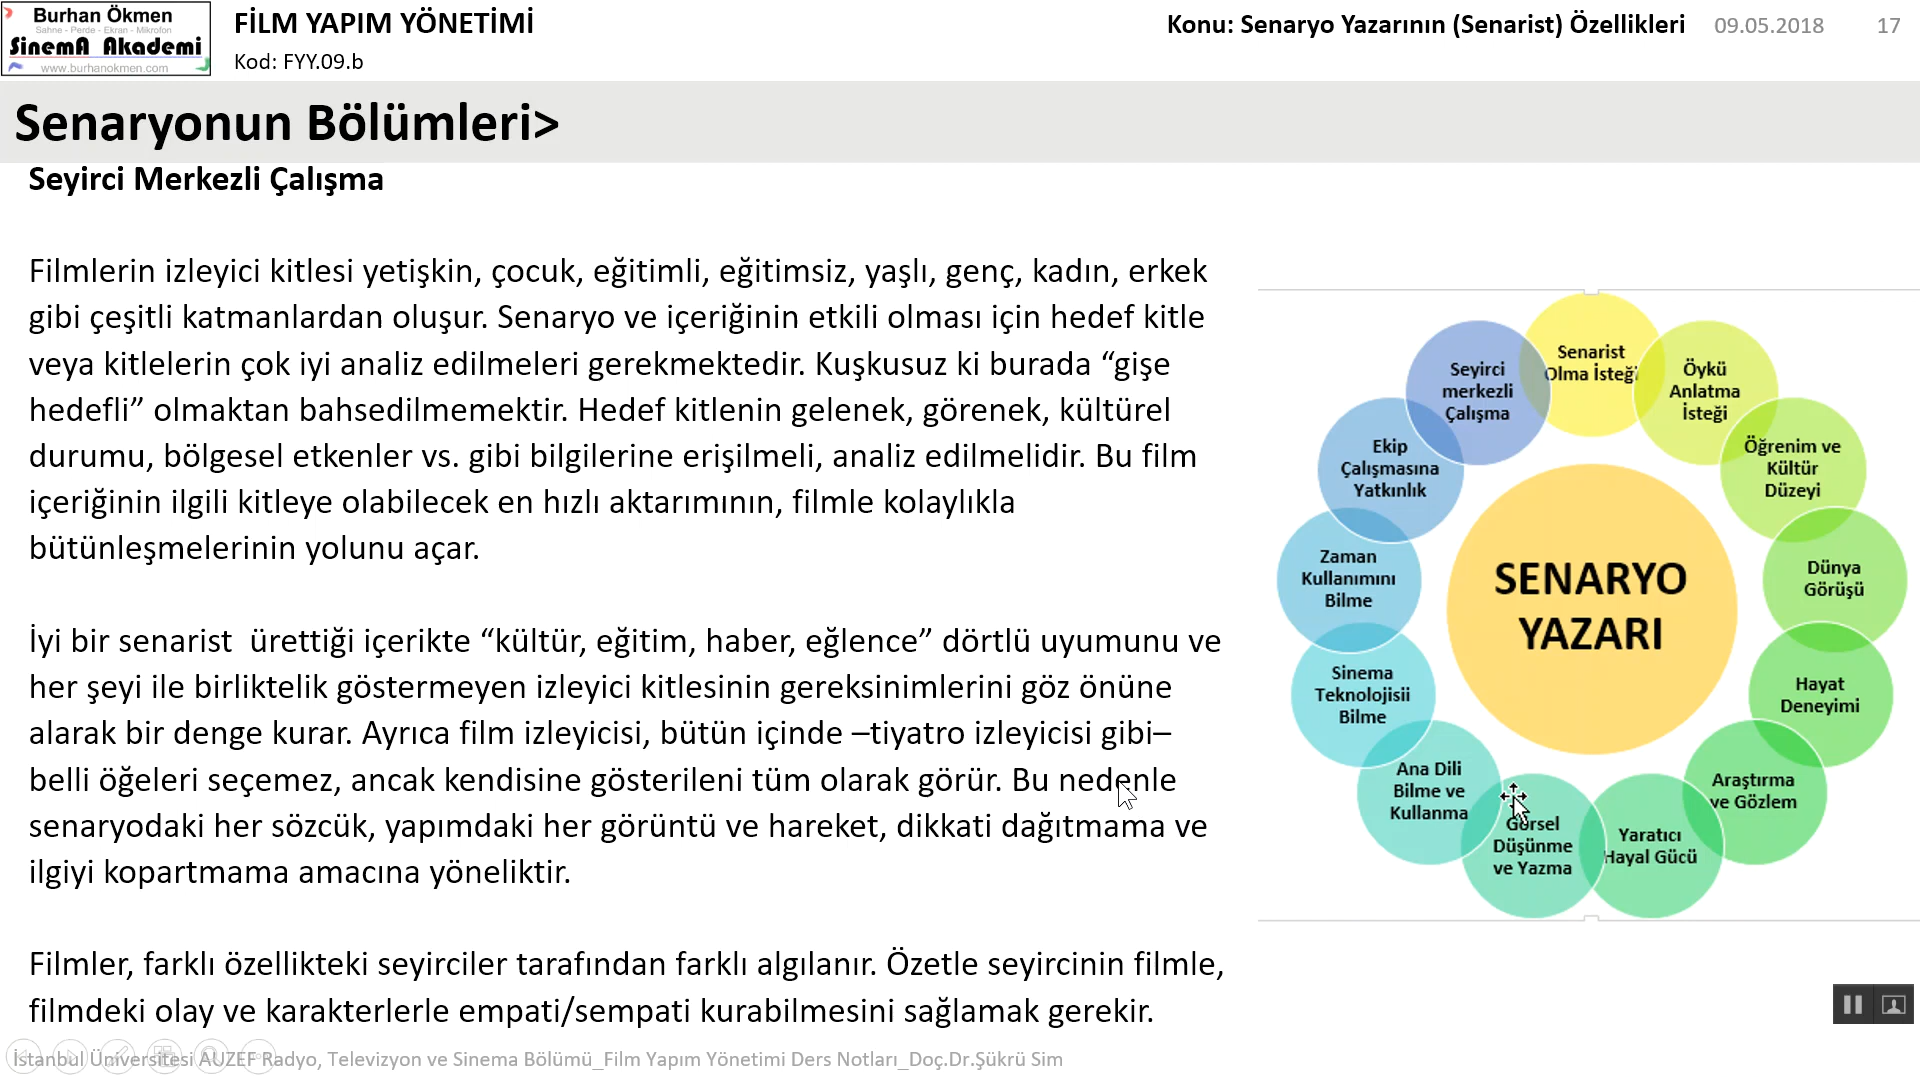 Burhan Ökmen
Sahne - Perde - Ekran - Mikrofon
SinemA Akademi
www.burhanokmen.com
FİLM YAPIM YÖNETİMİ
Kod: FYY.09.b
Konu: Senaryo Yazarının (Senarist) Özellikleri
09.05.2018
17
Senaryonun Bölümleri>
Seyirci Merkezli Çalışma
Filmlerin izleyici kitlesi yetişkin, çocuk, eğitimli, eğitimsiz, yaşlı, genç, kadın, erkek
gibi çeşitli katmanlardan oluşur. Senaryo ve içeriğinin etkili olması için hedef kitle
veya kitlelerin çok iyi analiz edilmeleri gerekmektedir. Kuşkusuz ki burada “gişe
hedefli” olmaktan bahsedilmemektir. Hedef kitlenin gelenek, görenek, kültürel
durumu, bölgesel etkenler vs. gibi bilgilerine erişilmeli, analiz edilmelidir. Bu film
içeriğinin ilgili kitleye olabilecek en hızlı aktarımının, filmle kolaylıkla
bütünleşmelerinin yolunu açar.
İyi bir senarist  ürettiği içerikte “kültür, eğitim, haber, eğlence” dörtlü uyumunu ve
her şeyi ile birliktelik göstermeyen izleyici kitlesinin gereksinimlerini göz önüne
alarak bir denge kurar. Ayrıca film izleyicisi, bütün içinde –tiyatro izleyicisi gibi–
belli öğeleri seçemez, ancak kendisine gösterileni tüm olarak görür. Bu nedenle
senaryodaki her sözcük, yapımdaki her görüntü ve hareket, dikkati dağıtmama ve
ilgiyi kopartmama amacına yöneliktir.
Filmler, farklı özellikteki seyirciler tarafından farklı algılanır. Özetle seyircinin filmle,
filmdeki olay ve karakterlerle empati/sempati kurabilmesini sağlamak gerekir.
SENARYO
YAZARI
Senarist
Olma İsteği
Öykü
Anlatma
İsteği
Öğrenim ve
Kültür
Düzeyi
Dünya
Görüşü
Hayat
Deneyimi
Araştırma
ve Gözlem
Yaratıcı
Hayal Gücü
Görsel
Düşünme
ve Yazma
Ana Dili
Bilme ve
Kullanma
Sinema
Teknolojisii
Bilme
Zaman
Kullanımını
Bilme
Ekip
Çalışmasına
Yatkınlık
Seyirci
merkezli
Çalışma
İstanbul Üniversitesi AUZEF Radyo, Televizyon ve Sinema Bölümü_Film Yapım Yönetimi Ders Notları_Doç.Dr.Şükrü Sim